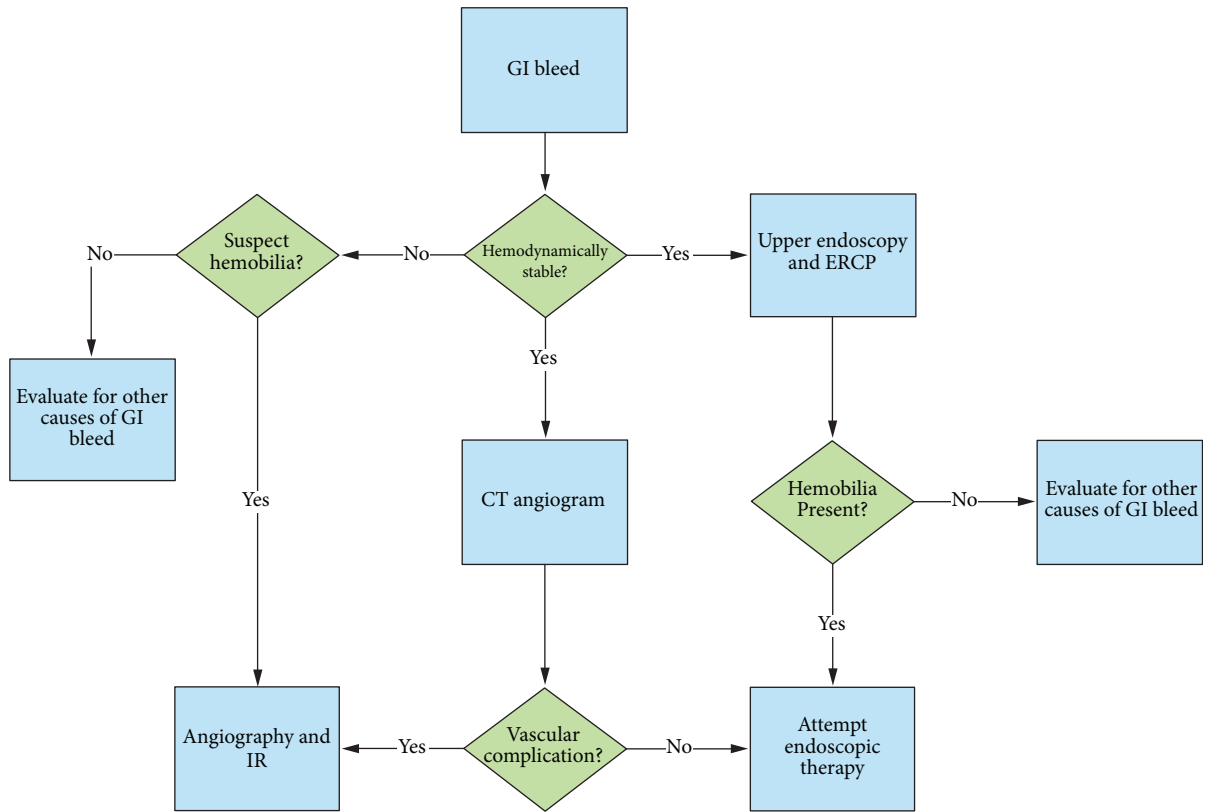 GI bleed
Suspect
hemobilia?
No
No
Hemodynamically
stable?
Yes
Upper endoscopy
and ERCP
Yes
Evaluate for other
causes of GI
bleed
Yes
CT angiogram
Hemobilia
Present?
No
Evaluate for other
causes of GI bleed
Yes
Angiography and
IR
Yes
Vascular
complication?
No
Attempt
endoscopic
therapy